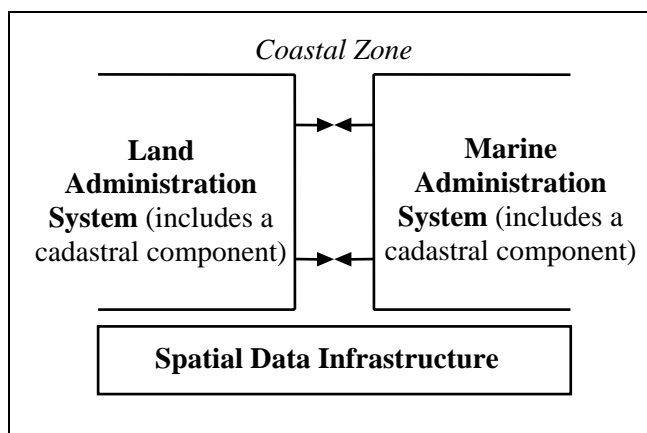 Coastal Zone
Land
Administration
System (includes a
cadastral component)
Marine
Administration
System (includes a
cadastral component)
Spatial Data Infrastructure